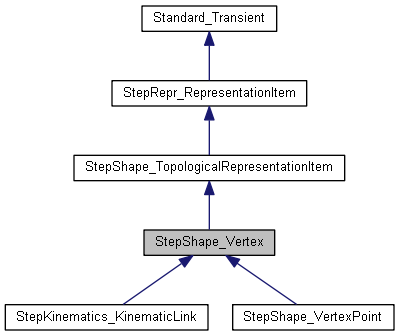 Standard_Transient
StepRepr_RepresentationItem
StepShape_TopologicalRepresentationItem
StepShape_Vertex
StepKinematics_KinematicLink
StepShape_VertexPoint